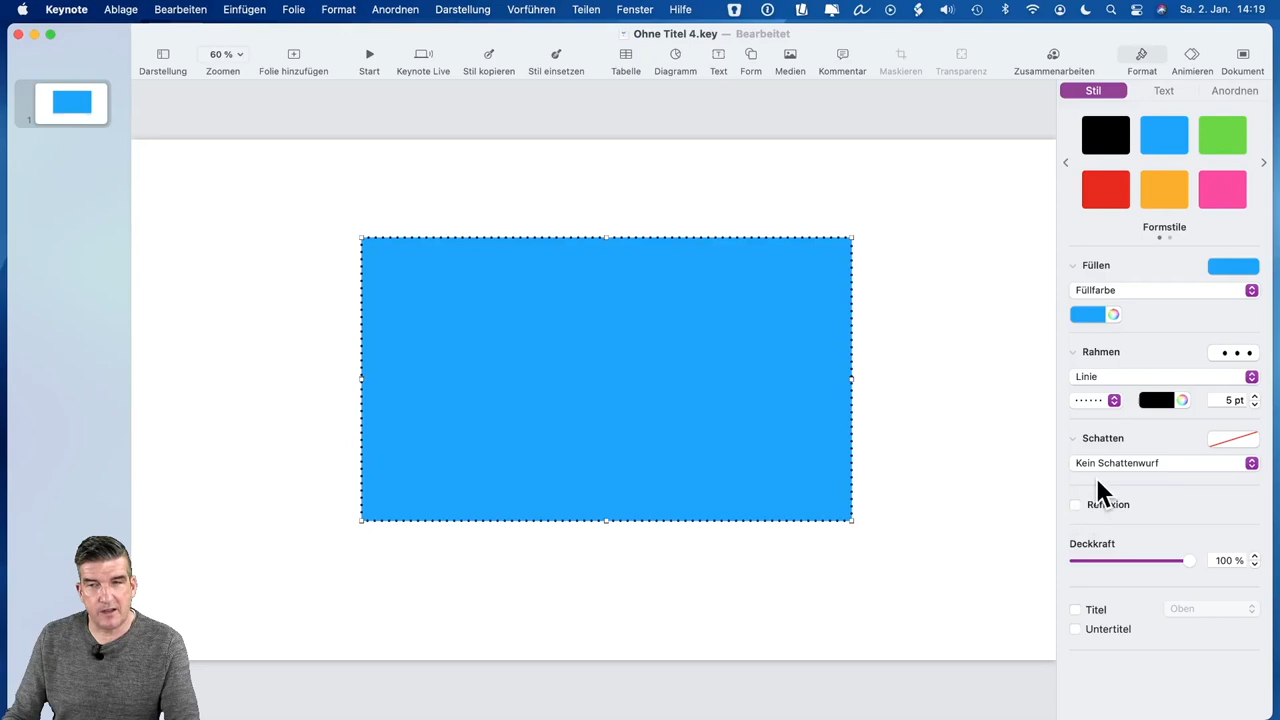 Keynote Ablage Bearbeiten Einfügen Folie Format Anordnen Darstellung Vorführen Teilen Fenster Hilfe Sa. 2. Jan. 14:19
Ohne Titel 4.key — Bearbeitet
60 %
Darstellung Zoomen Folie hinzufügen Start Keynote Live Stil kopieren Stil einsetzen Tabelle Diagramm Text Form Medien Kommentar Maskieren Transparenz Zusammenarbeiten Format Animieren Dokument
Stil Text Anordnen
1
Formstile
Füllen
Füllfarbe
Rahmen
Linie
5 pt
Schatten
Kein Schattenwurf
Deckkraft
100 %
Titel Oben
Untertitel